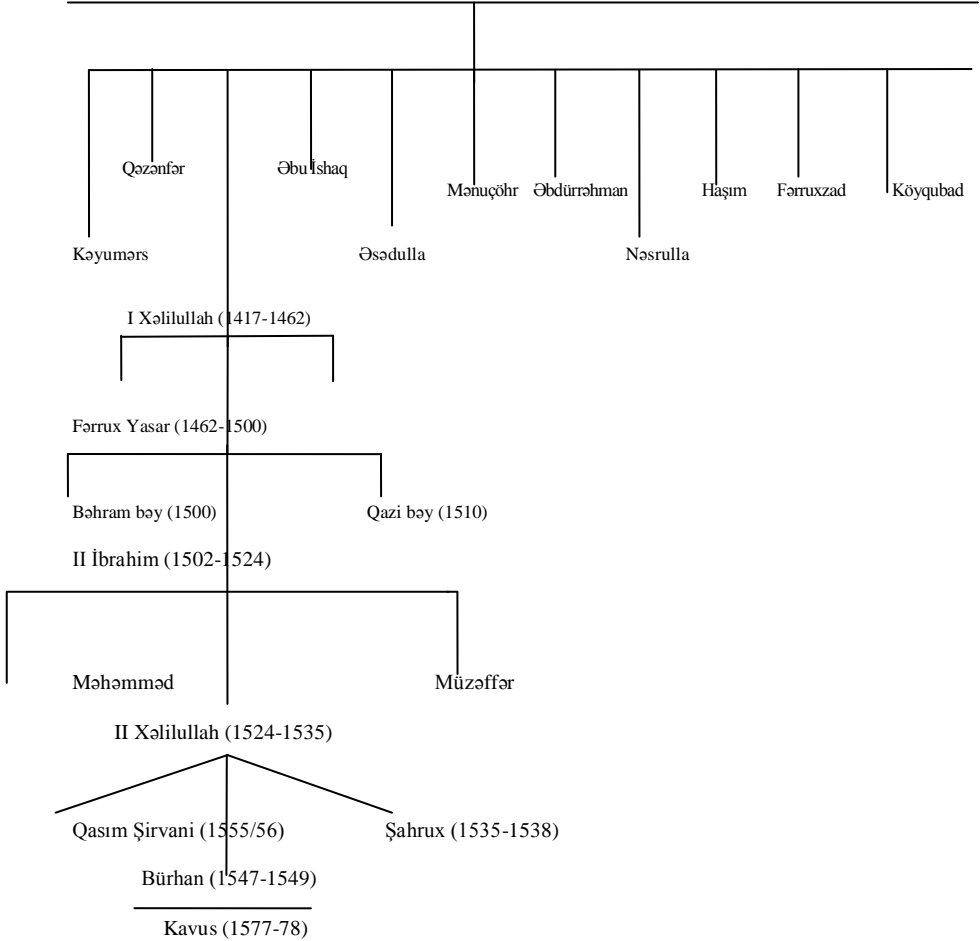 Qəzənfər Əbu İshaq
Mənuçöhr Əbdürrəhman Haşım Fərruxzad Köyqubad
Kəyumərs Əsədulla Nəsrulla
I Xəlilullah (1417-1462)
Fərrux Yasar (1462-1500)
Bəhram bəy (1500) Qazi bəy (1510)
II İbrahim (1502-1524)
Məhəmməd Müzəffər
II Xəlilullah (1524-1535)
Qasım Şirvani (1555/56) Şahrux (1535-1538)
Bürhan (1547-1549)
Kavus (1577-78)